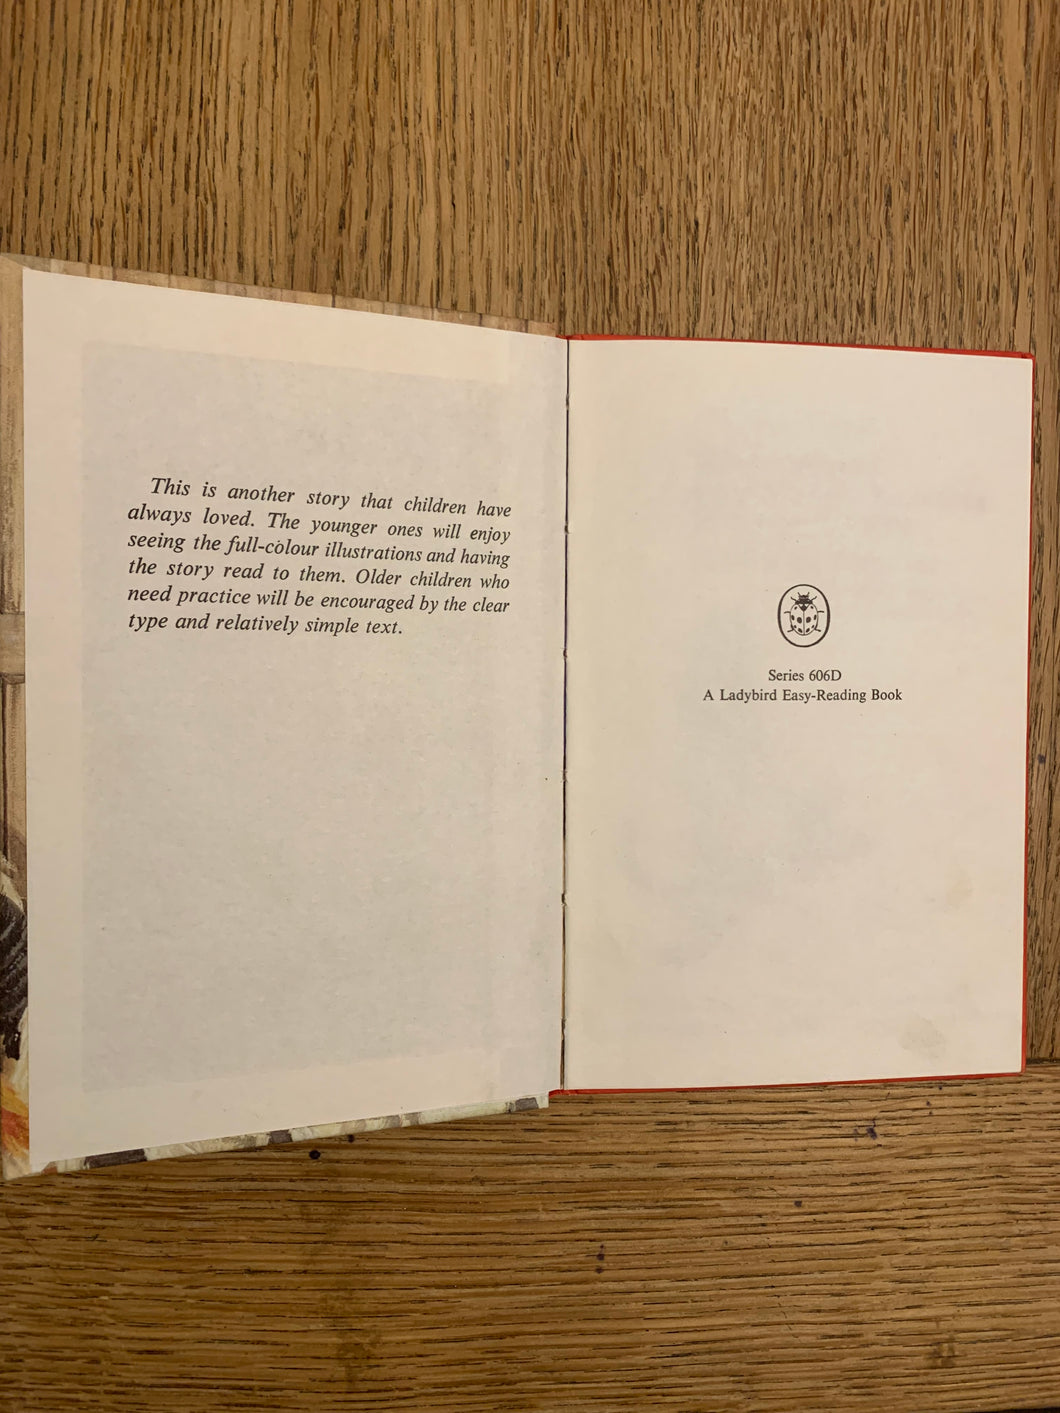 This is another story that children have
always loved. The younger ones will enjoy
seeing the full-colour illustrations and having
the story read to them. Older children who
need practice will be encouraged by the clear
type and relatively simple text.
Series 606D
A Ladybird Easy-Reading Book